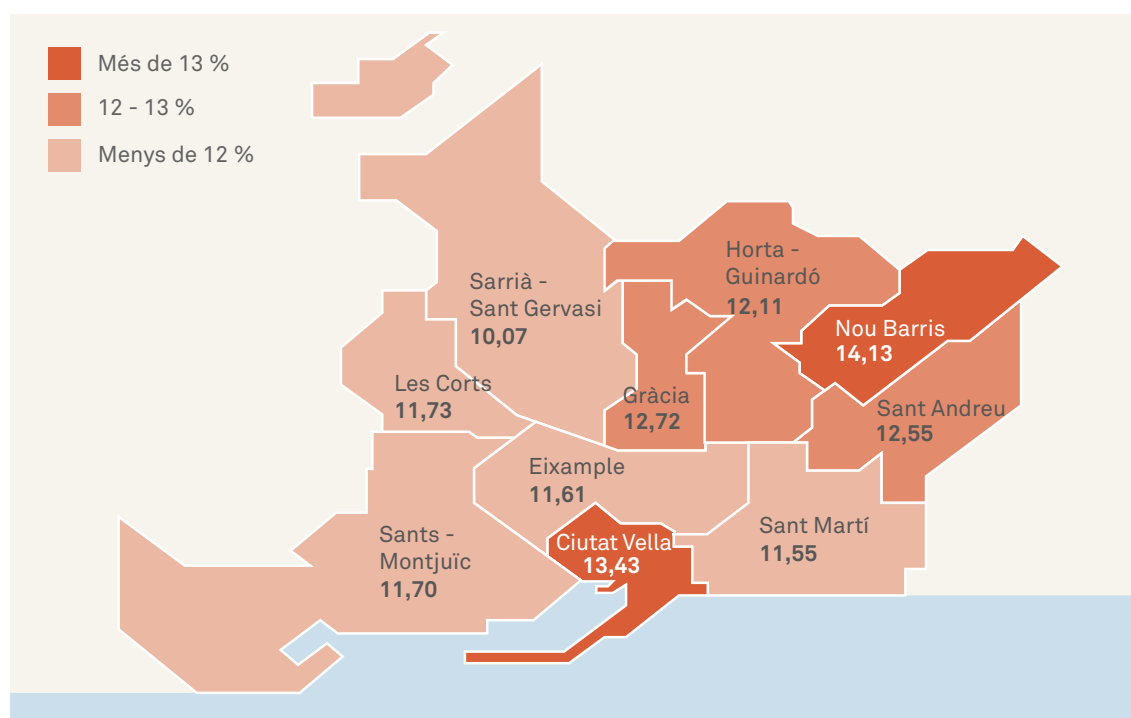 Més de 13 %
12 - 13 %
Menys de 12 %
Horta -
Guinardó
12,11
Sarrià -
Sant Gervasi
10,07
Nou Barris
14,13
Les Corts
11,73
Gràcia
12,72
Sant Andreu
12,55
Eixample
11,61
Sant Martí
11,55
Sants -
Montjuïc
11,70
Ciutat Vella
13,43